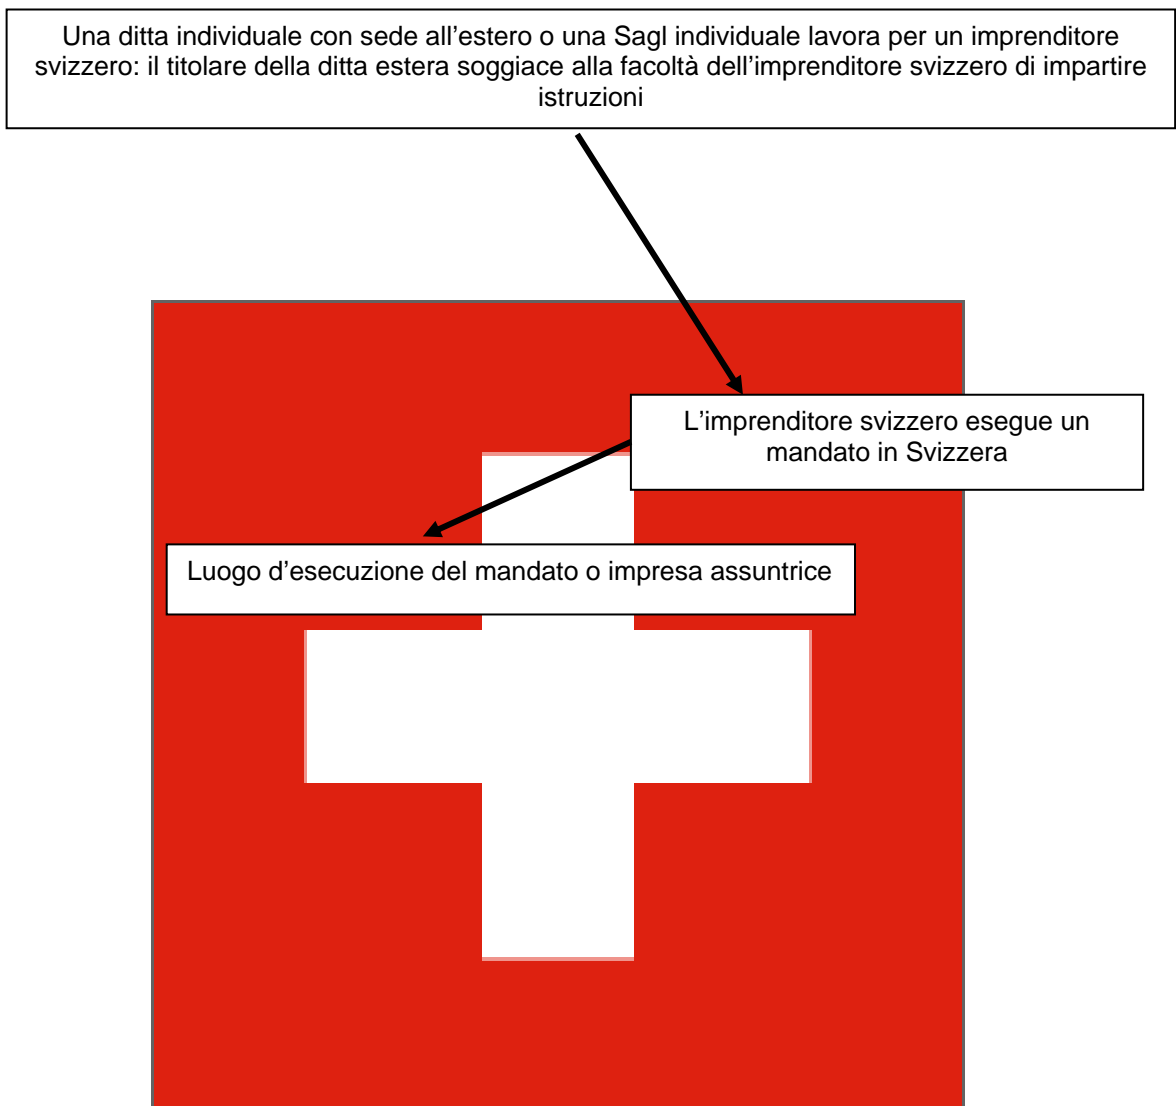 Una ditta individuale con sede all’estero o una Sagl individuale lavora per un imprenditore
svizzero: il titolare della ditta estera soggiace alla facoltà dell’imprenditore svizzero di impartire
istruzioni
L’imprenditore svizzero esegue un
mandato in Svizzera
Luogo d’esecuzione del mandato o impresa assuntrice